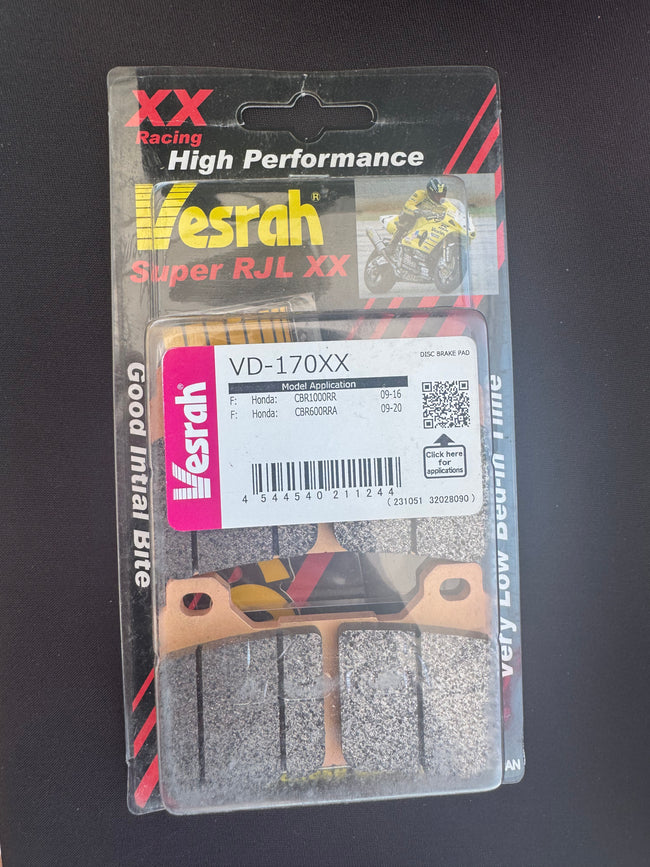 XX
Racing
High Performance
Vesrah®
Super RJL XX
Vesrah®
VD-170XX
DISC BRAKE PAD
Model Application
F: Honda: CBR1000RR 09-16
F: Honda: CBR600RRA 09-20
Click here
for
applications
4 544540 211244
(231051 32028090)
Good Intial Bite
Very Low Bed-in Time
AN